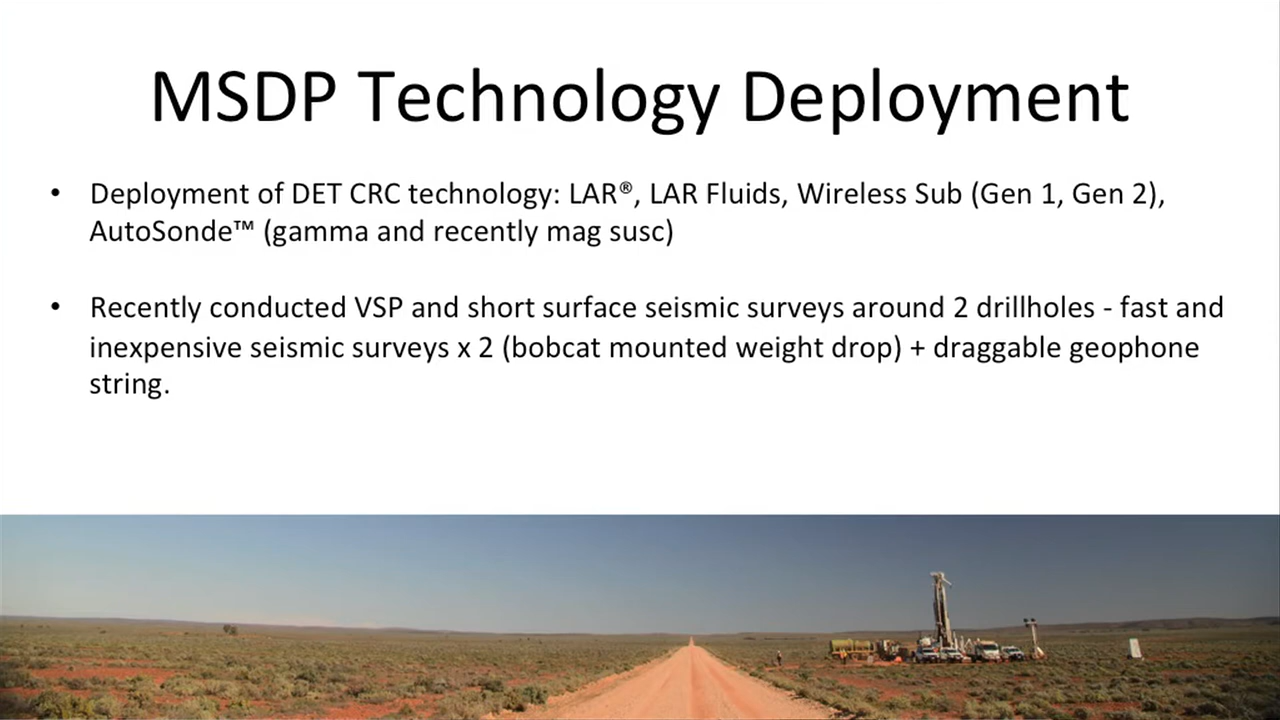 MSDP Technology Deployment
• Deployment of DET CRC technology: LAR®, LAR Fluids, Wireless Sub (Gen 1, Gen 2),
AutoSonde™ (gamma and recently mag susc)
• Recently conducted VSP and short surface seismic surveys around 2 drillholes - fast and
inexpensive seismic surveys x 2 (bobcat mounted weight drop) + draggable geophone
string.